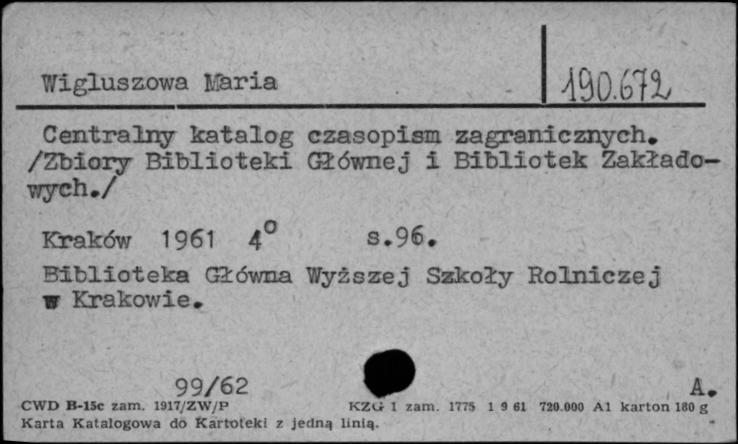 Wigluszowa Maria
190.672
Centralny katalog czasopism zagranicznych.
/Zbiory Biblioteki Głównej i Bibliotek Zakłado-
wych./
Kraków 1961 4° s.96.
Biblioteka Główna Wyższej Szkoły Rolniczej
w Krakowie.
99/62 A.
CWD B-15c zam. 1917/ZW/P KZG 1 zam. 1775 1 9 61 720.000 A1 karton 180 g
Karta Katalogowa do Kartoteki z jedną linią.